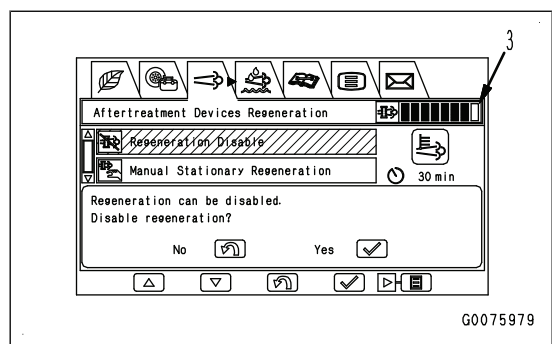 3
Aftertreatment Devices Regeneration
Regeneration Disable
Manual Stationary Regeneration
30 min
Regeneration can be disabled.
Disable regeneration?
No Yes
G0075979